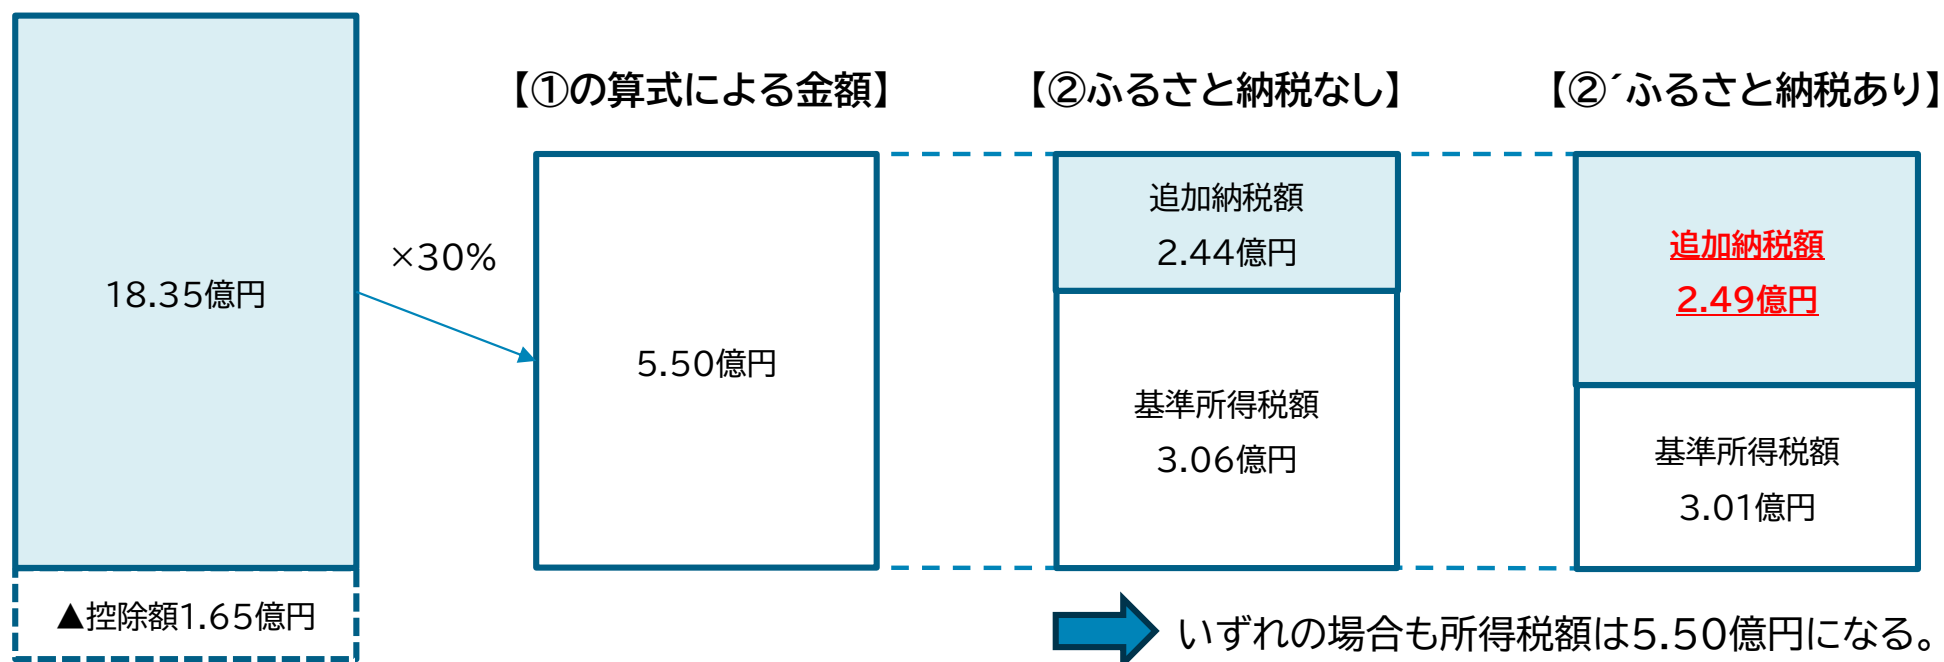 18.35億円
▲控除額1.65億円
×30%
【①の算式による金額】
5.50億円
【②ふるさと納税なし】
追加納税額
2.44億円
基準所得税額
3.06億円
【②´ふるさと納税あり】
追加納税額
2.49億円
基準所得税額
3.01億円
いずれの場合も所得税額は5.50億円になる。